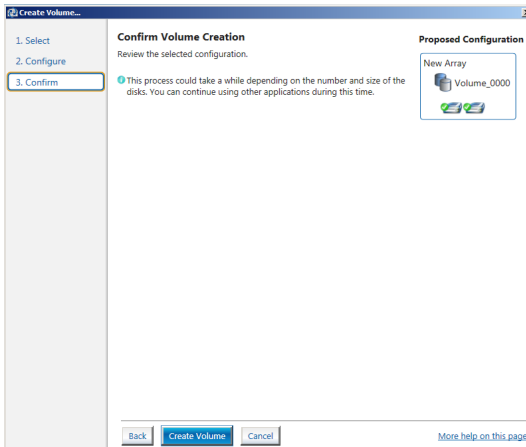 Create Volume...
1. Select
2. Configure
3. Confirm
Confirm Volume Creation
Review the selected configuration.
This process could take a while depending on the number and size of the
disks. You can continue using other applications during this time.
Proposed Configuration
New Array
Volume_0000
Back
Create Volume
Cancel
More help on this page